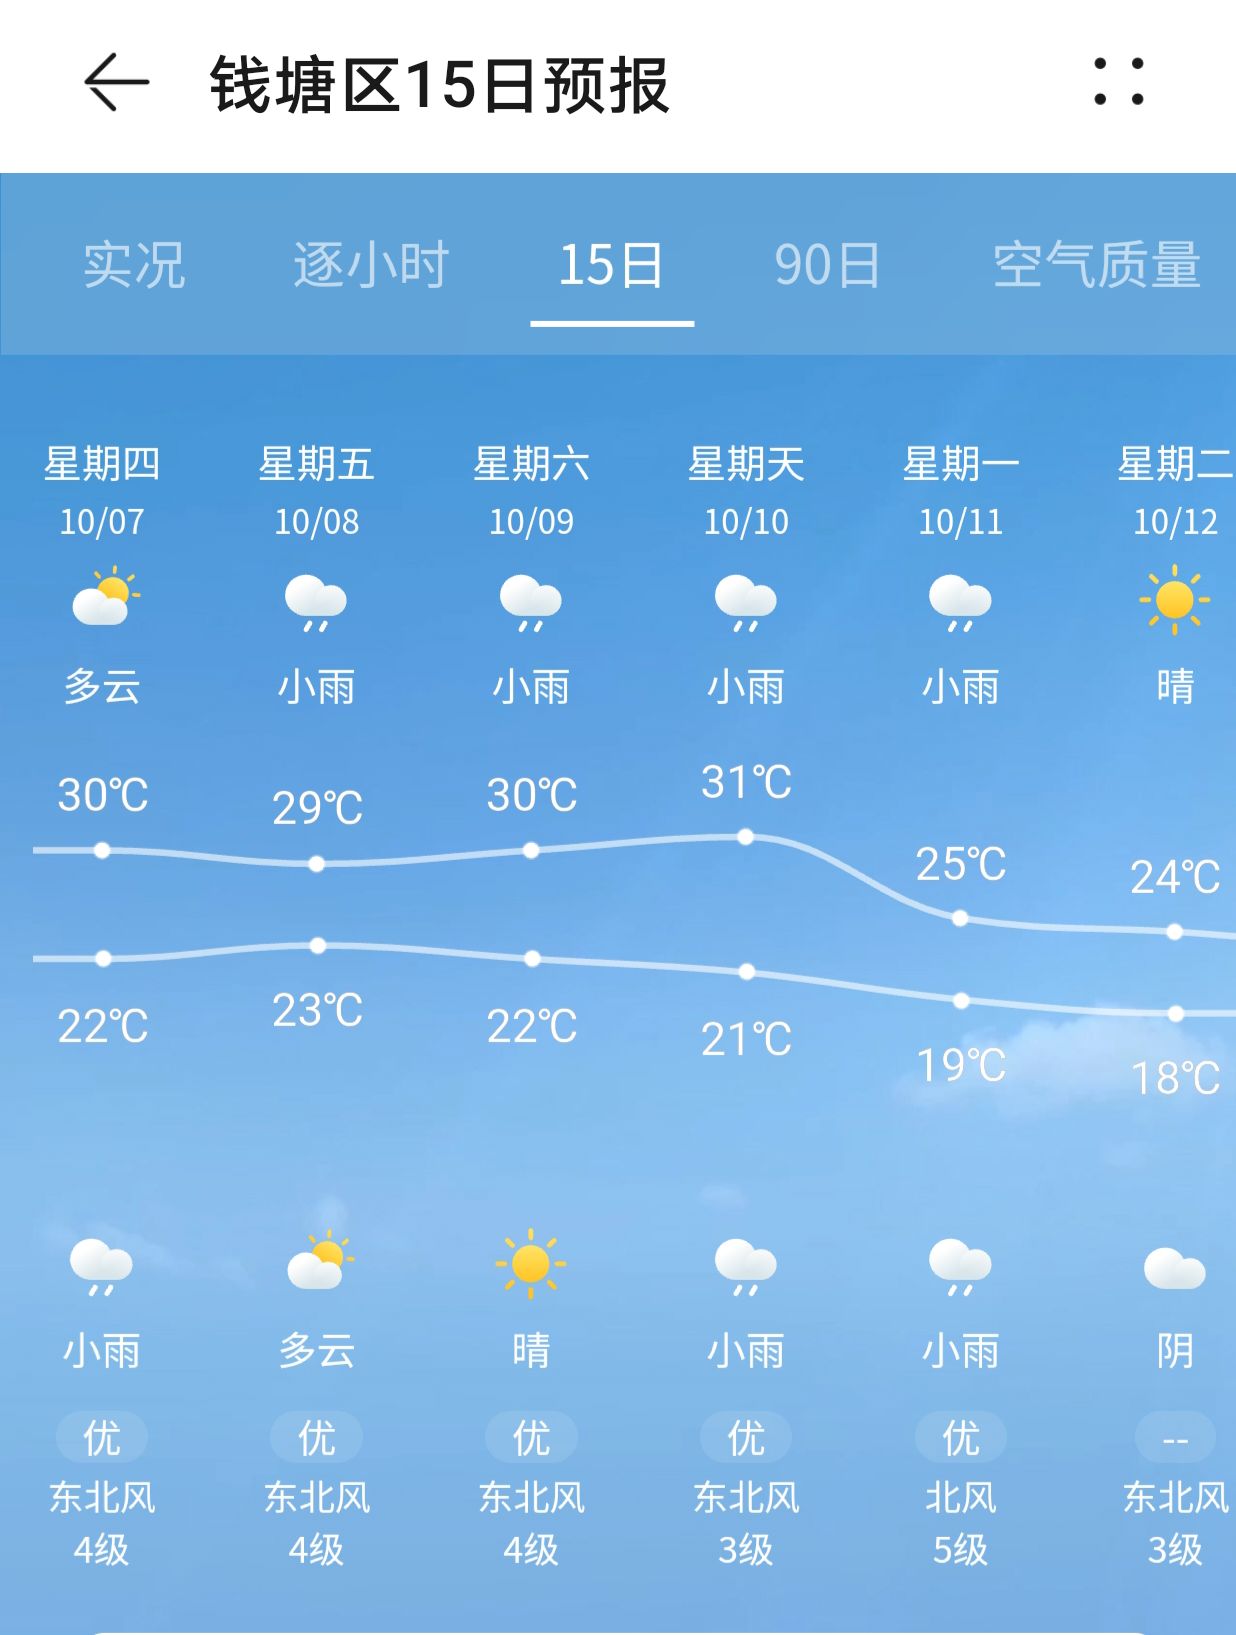 钱塘区15日预报
实况 逐小时 15日 90日 空气质量
星期四 星期五 星期六 星期天 星期一 星期二
10/07 10/08 10/09 10/10 10/11 10/12
多云 小雨 小雨 小雨 小雨 晴
30℃ 29℃ 30℃ 31℃ 25℃ 24℃
22℃ 23℃ 22℃ 21℃ 19℃ 18℃
小雨 多云 晴 小雨 小雨 阴
优 优 优 优 优 --
东北风 东北风 东北风 东北风 北风 东北风
4级 4级 4级 3级 5级 3级